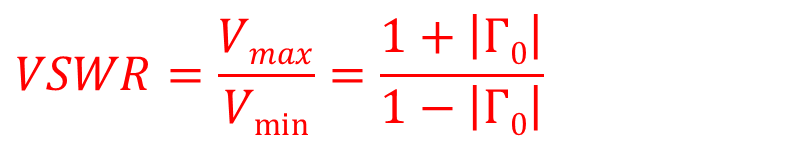 VSWR = V_max / V_min = (1 + |Γ_0|) / (1 − |Γ_0|)